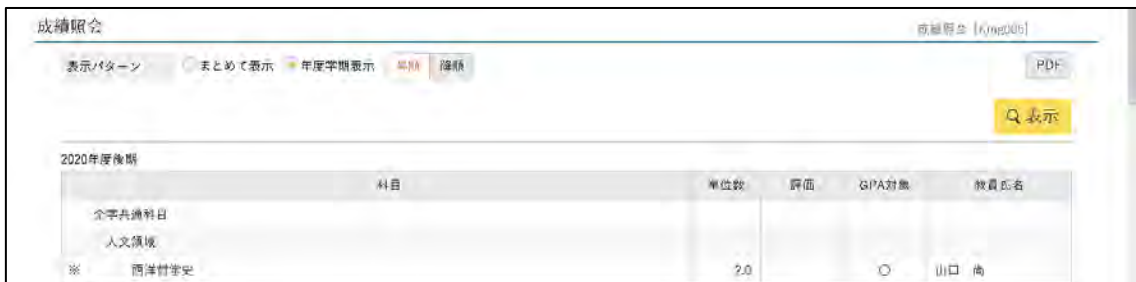 成績照会
成績照会 [Kmg006]
表示パターン まとめて表示 年度学期表示 昇順 降順 PDF
表示
2020年度後期
科目 単位数 評価 GPA対象 教員氏名
全学共通科目
人文領域
※ 西洋哲学史 2.0 ○ 山口 尚